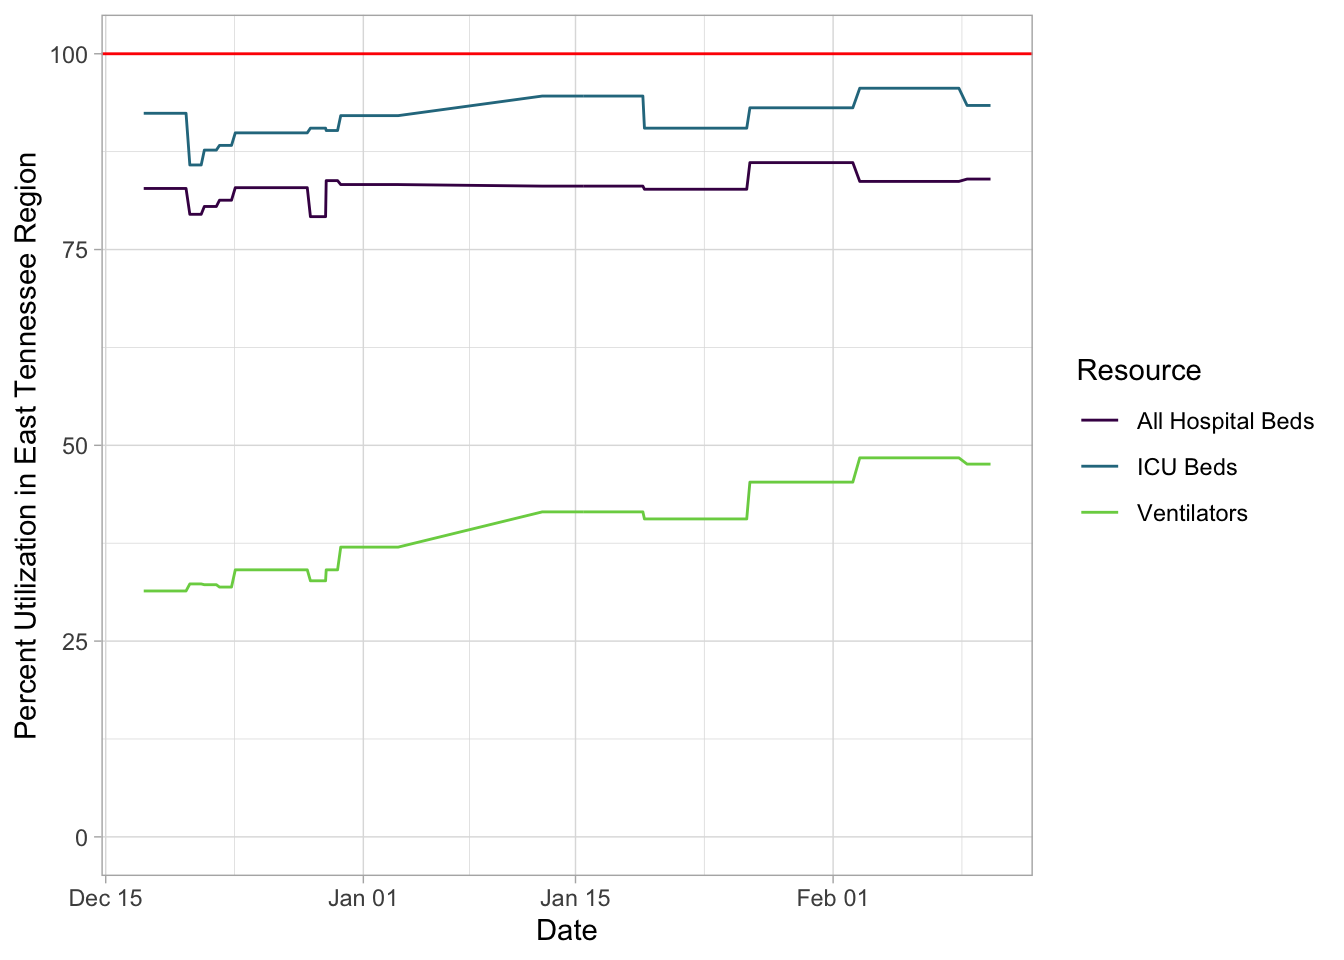 Percent Utilization in East Tennessee Region
100
75
50
25
0
Dec 15
Jan 01
Jan 15
Feb 01
Date
Resource
All Hospital Beds
ICU Beds
Ventilators